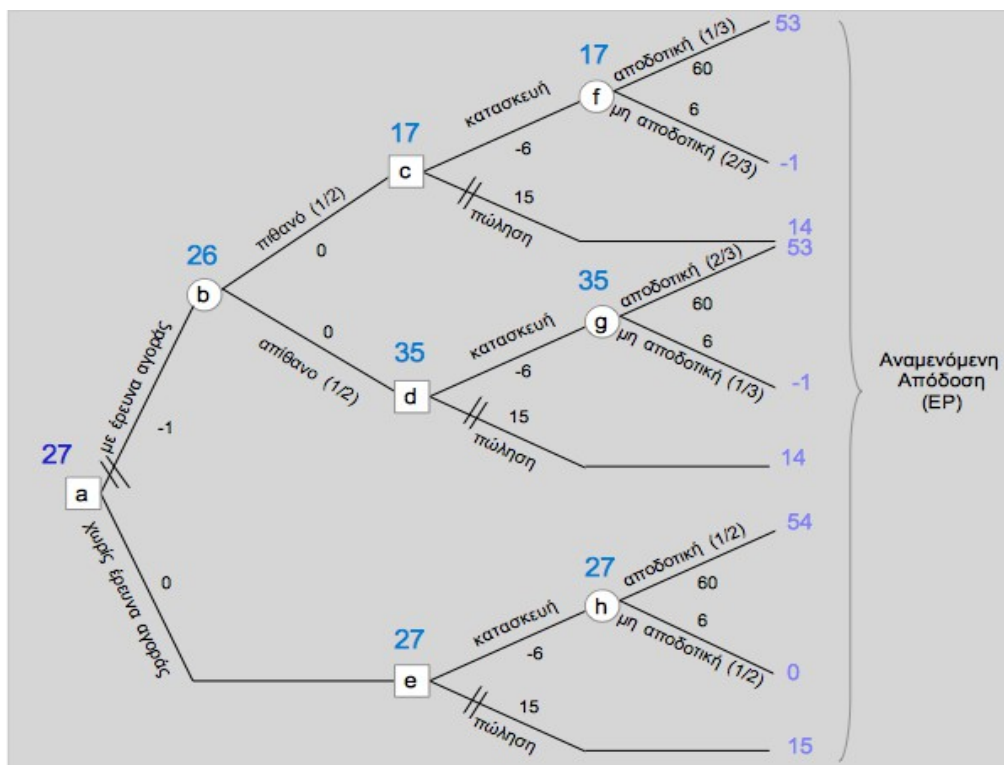 53
αποδοτική (1/3)
17
60
f
κατασκευή
6
μη αποδοτική (2/3)
17
-6
-1
c
15
πιθανό (1/2)
πώληση
14
0
53
αποδοτική (2/3)
26
35
60
b
κατασκευή
g
6
0
μη αποδοτική (1/3)
35
-6
απίθανο (1/2)
-1
d
15
με έρευνα αγοράς
πώληση
-1
14
27
a
54
αποδοτική (1/2)
χωρίς έρευνα αγοράς
0
27
60
h
κατασκευή
6
μη αποδοτική (1/2)
27
-6
0
e
15
πώληση
15
Αναμενόμενη
Απόδοση
(EP)